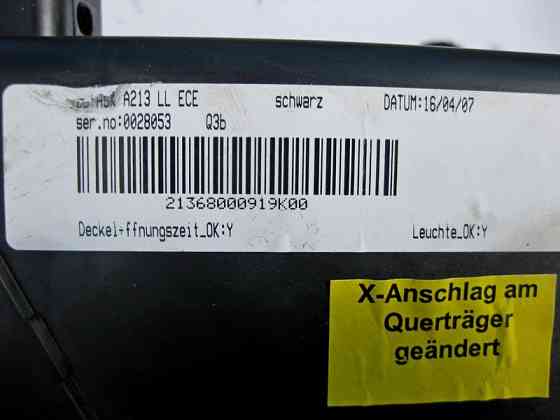 A213 LL ECE schwarz DATUM:16/04/07
ser.no:0028053 Q3b
21368000919K00
Deckel÷ffnungszeit_OK:Y Leuchte_OK:Y
X-Anschlag am
Querträger
geändert